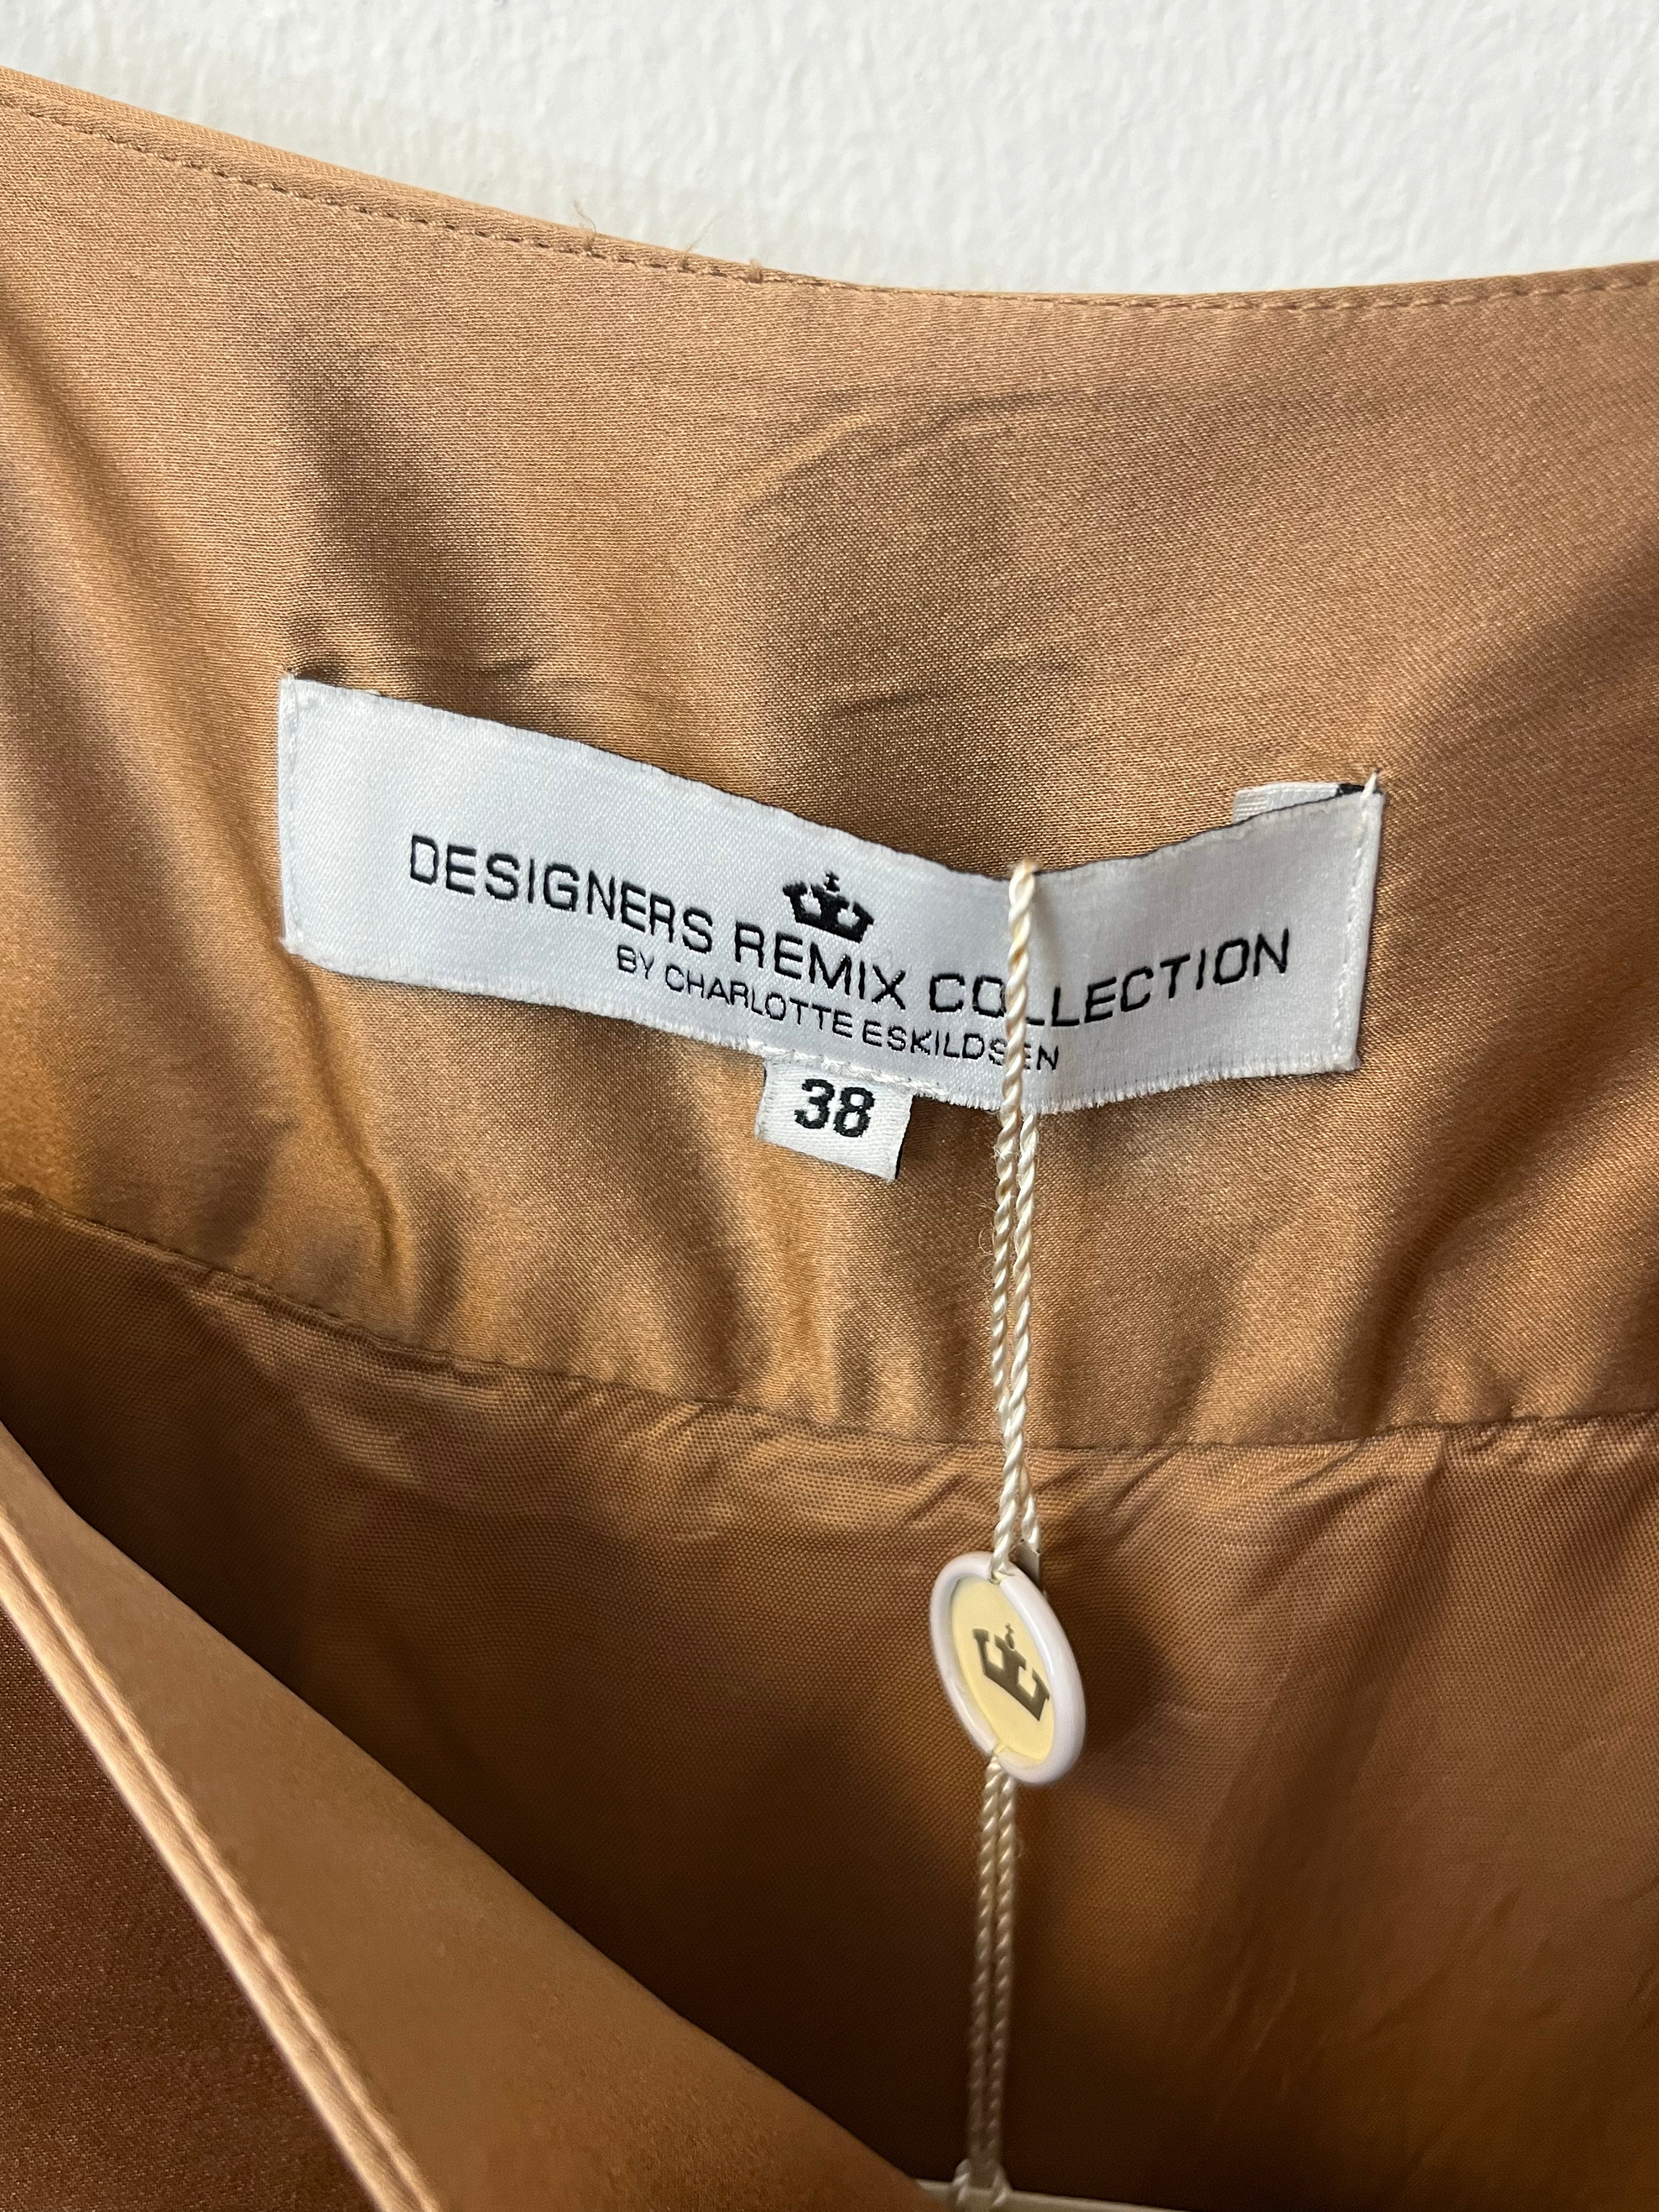 DESIGNERS REMIX COLLECTION
BY CHARLOTTE ESKILDSEN
38